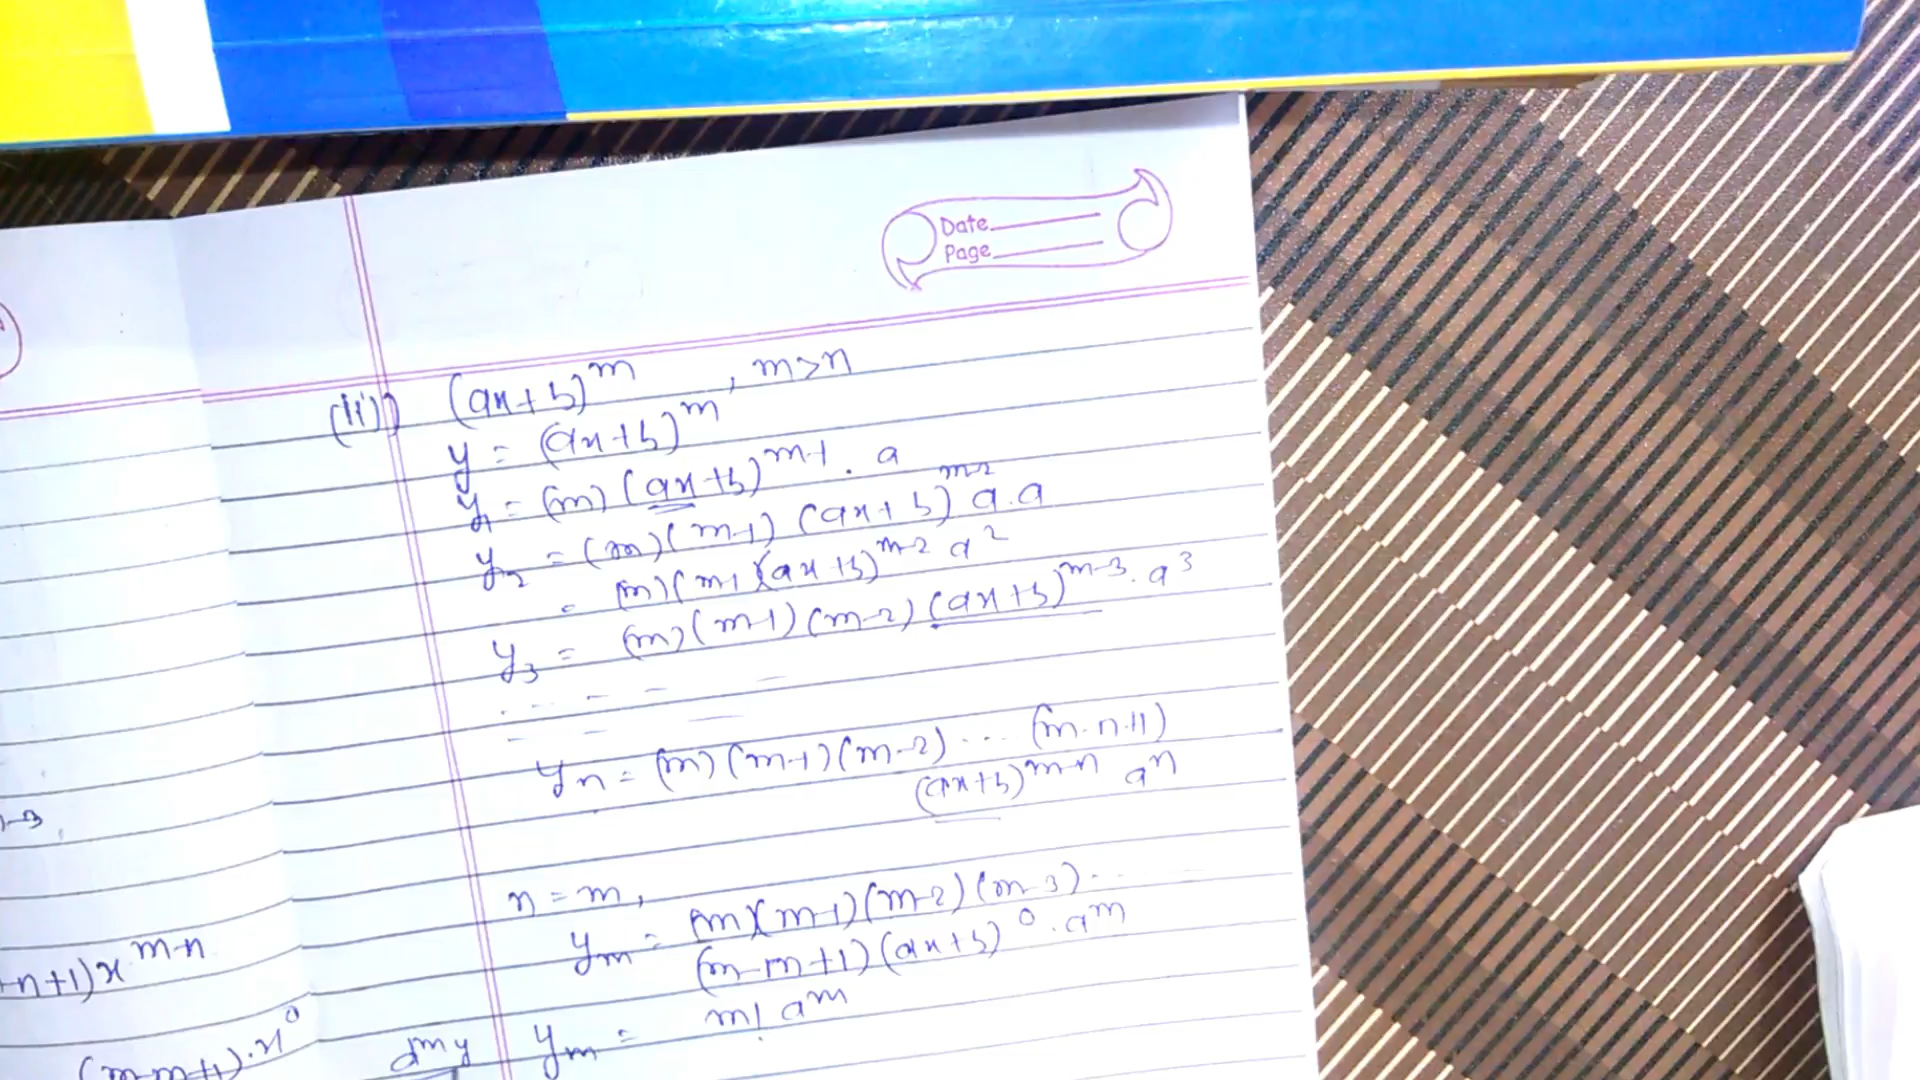 Date
Page
(ii) (ax+b)^m , m>n
y = (ax+b)^m
y1 = (m) (ax+b)^m-1 . a
y2 = (m)(m-1) (ax+b)^m-2 a.a
= (m)(m-1)(ax+b)^m-2 a^2
y3 = (m)(m-1)(m-2)(ax+b)^m-3 . a^3
yn = (m)(m-1)(m-2) ... (m-n+1)
(ax+b)^m-n a^n
n = m,
ym = (m)(m-1)(m-2)(m-3)...
(m-m+1)(ax+b)^0 . a^m
ym = m! a^m
-3
-n+1)x^m-n
(m-m+1).x^0
d^m y